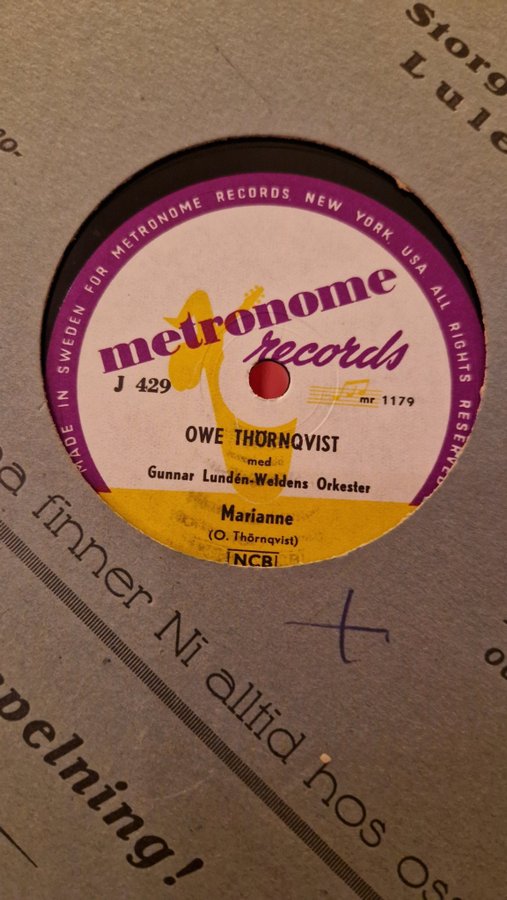 Storg
Lule
MADE IN SWEDEN FOR METRONOME RECORDS NEW YORK, USA ALL RIGHTS RESERVED
metronome
records
J 429
mr 1179
OWE THÖRNQVIST
med
Gunnar Lundén-Weldens Orkester
Marianne
(O. Thörnqvist)
NCB
finner Ni alltid hos oss
pelning!